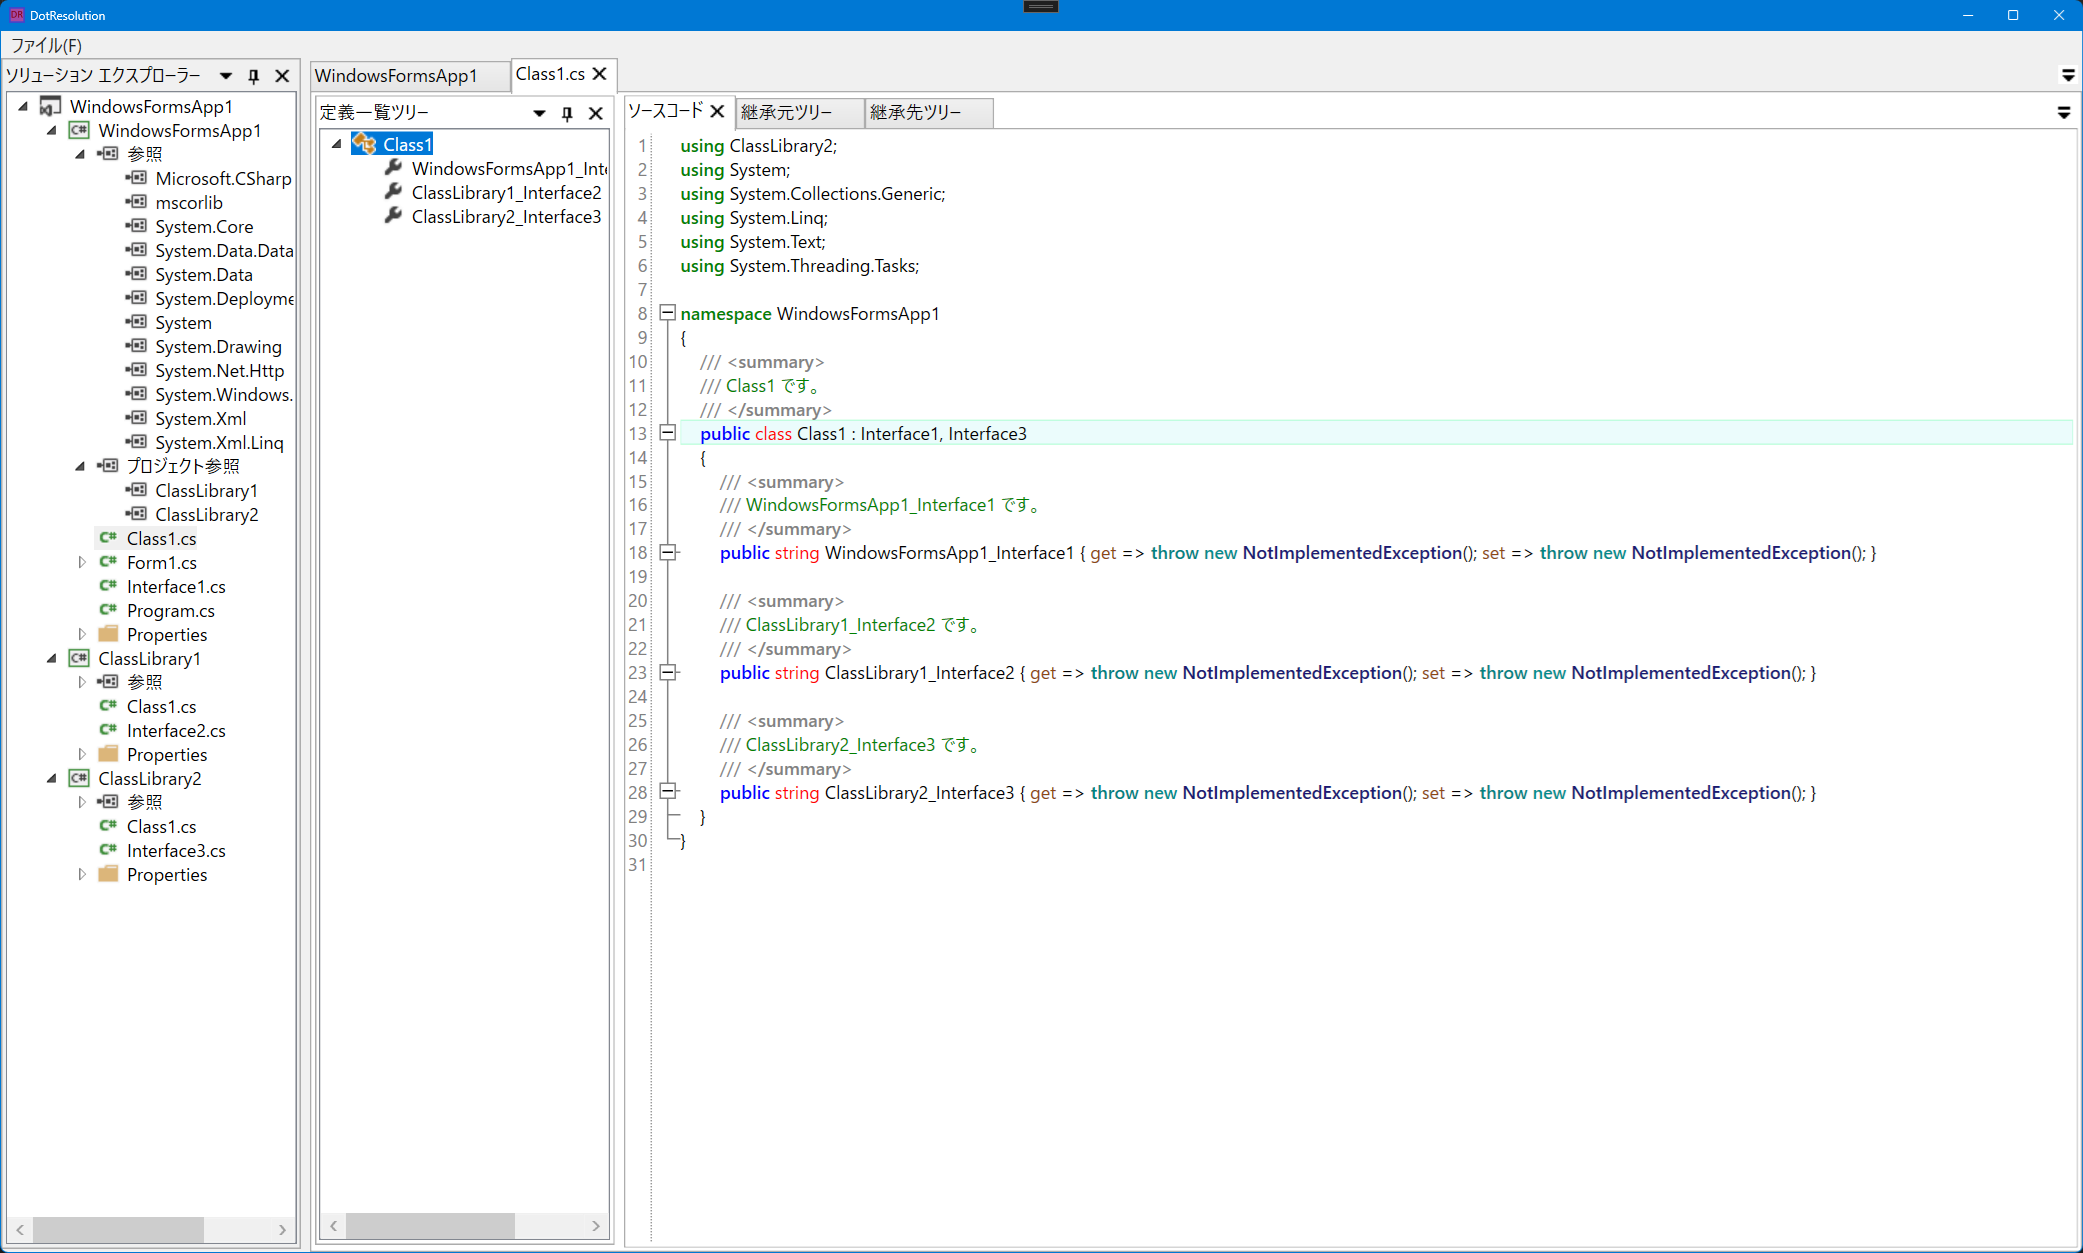 DotResolution
ファイル(F)
ソリューション エクスプローラー
WindowsFormsApp1
WindowsFormsApp1
参照
Microsoft.CSharp
mscorlib
System.Core
System.Data.Data
System.Data
System.Deployme
System
System.Drawing
System.Net.Http
System.Windows.
System.Xml
System.Xml.Linq
プロジェクト参照
ClassLibrary1
ClassLibrary2
Class1.cs
Form1.cs
Interface1.cs
Program.cs
Properties
ClassLibrary1
参照
Class1.cs
Interface2.cs
Properties
ClassLibrary2
参照
Class1.cs
Interface3.cs
Properties
WindowsFormsApp1
Class1.cs
定義一覧ツリー
Class1
WindowsFormsApp1_Inte
ClassLibrary1_Interface2
ClassLibrary2_Interface3
ソースコード
継承元ツリー
継承先ツリー
1 using ClassLibrary2;
2 using System;
3 using System.Collections.Generic;
4 using System.Linq;
5 using System.Text;
6 using System.Threading.Tasks;
7
8 namespace WindowsFormsApp1
9 {
10 /// <summary>
11 /// Class1 です。
12 /// </summary>
13 public class Class1 : Interface1, Interface3
14 {
15 /// <summary>
16 /// WindowsFormsApp1_Interface1 です。
17 /// </summary>
18 public string WindowsFormsApp1_Interface1 { get => throw new NotImplementedException(); set => throw new NotImplementedException(); }
19
20 /// <summary>
21 /// ClassLibrary1_Interface2 です。
22 /// </summary>
23 public string ClassLibrary1_Interface2 { get => throw new NotImplementedException(); set => throw new NotImplementedException(); }
24
25 /// <summary>
26 /// ClassLibrary2_Interface3 です。
27 /// </summary>
28 public string ClassLibrary2_Interface3 { get => throw new NotImplementedException(); set => throw new NotImplementedException(); }
29 }
30 }
31